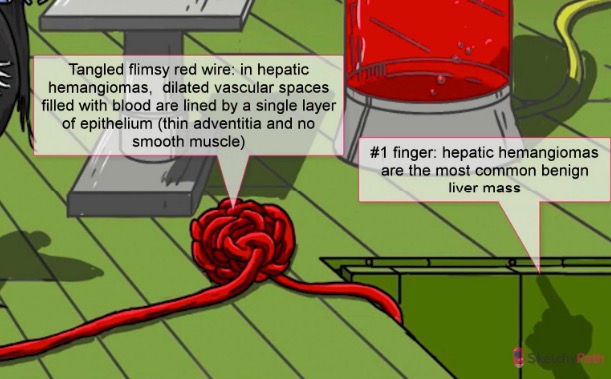 Tangled flimsy red wire: in hepatic
hemangiomas, dilated vascular spaces
filled with blood are lined by a single layer
of epithelium (thin adventitia and no
smooth muscle)
#1 finger: hepatic hemangiomas
are the most common benign
liver mass
SketchyPath